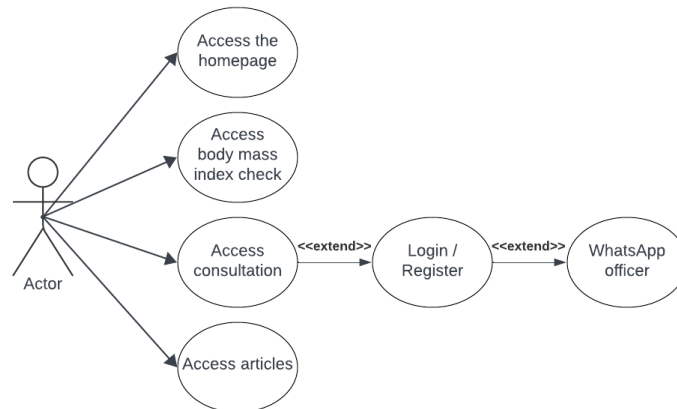 Access the
homepage
Access
body mass
index check
Access
consultation
<<extend>>
Login /
Register
<<extend>>
WhatsApp
officer
Actor
Access articles